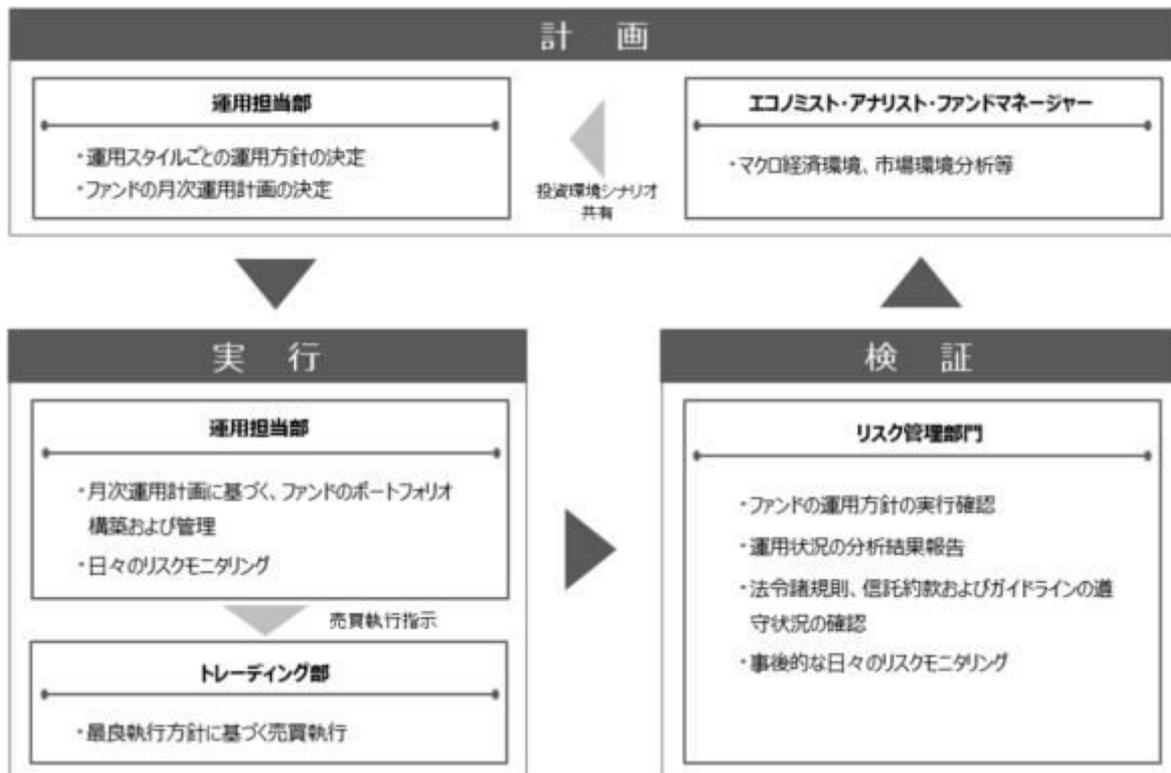 計 画
運用担当部
・運用スタイルごとの運用方針の決定
・ファンドの月次運用計画の決定
投資環境シナリオ
共有
エコノミスト・アナリスト・ファンドマネージャー
・マクロ経済環境、市場環境分析等
実 行
運用担当部
・月次運用計画に基づく、ファンドのポートフォリオ
構築および管理
・日々のリスクモニタリング
売買執行指示
トレーディング部
・最良執行方針に基づく売買執行
検 証
リスク管理部門
・ファンドの運用方針の実行確認
・運用状況の分析結果報告
・法令諸規則、信託約款およびガイドラインの遵
守状況の確認
・事後的な日々のリスクモニタリング